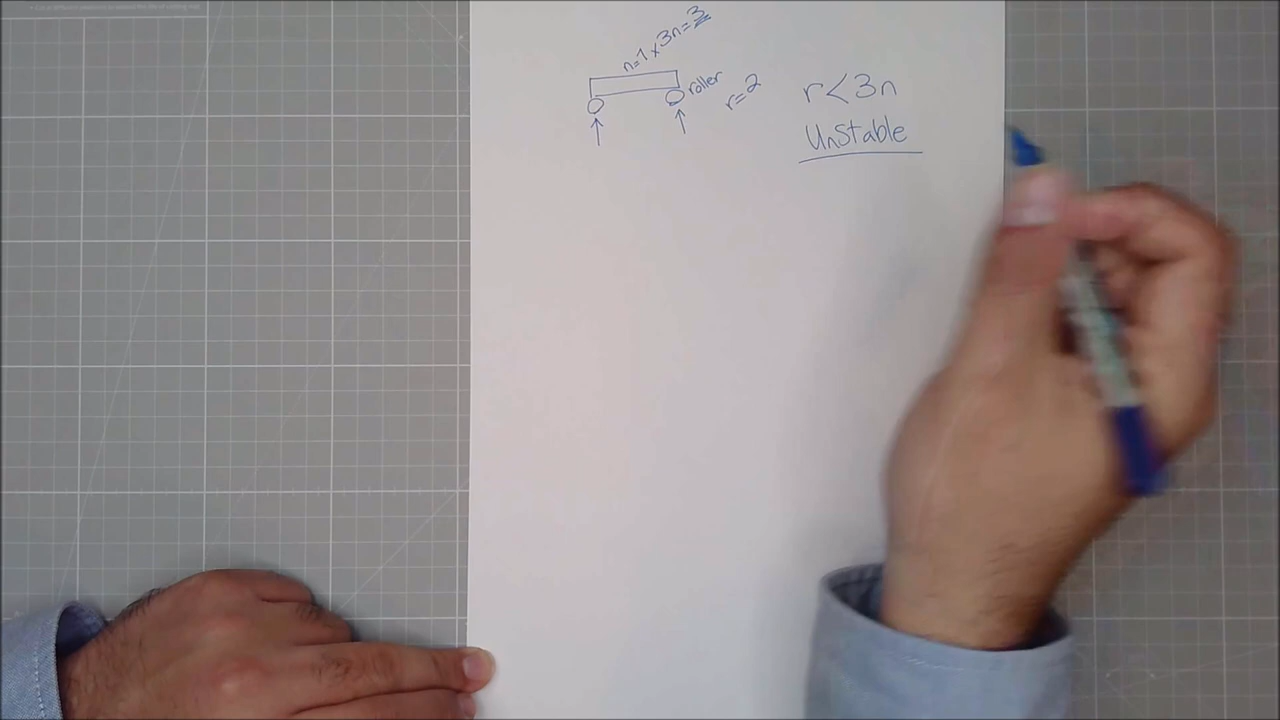 n=1 x 3n=3
roller
r=2
r<3n
Unstable